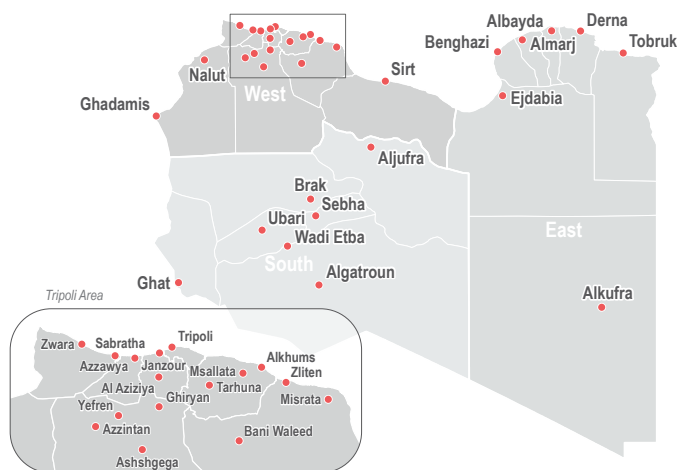 Albayda
Derna
Benghazi
Almarj
Tobruk
Nalut
Sirt
West
Ejdabia
Ghadamis
Aljufra
Brak
Sebha
Ubari
Wadi Etba
East
South
Ghat
Algatroun
Alkufra
Tripoli Area
Tripoli
Zwara
Sabratha
Alkhums
Azzawya
Janzour
Msallata
Zliten
Al Aziziya
Tarhuna
Misrata
Yefren
Ghiryan
Azzintan
Bani Waleed
Ashshgega